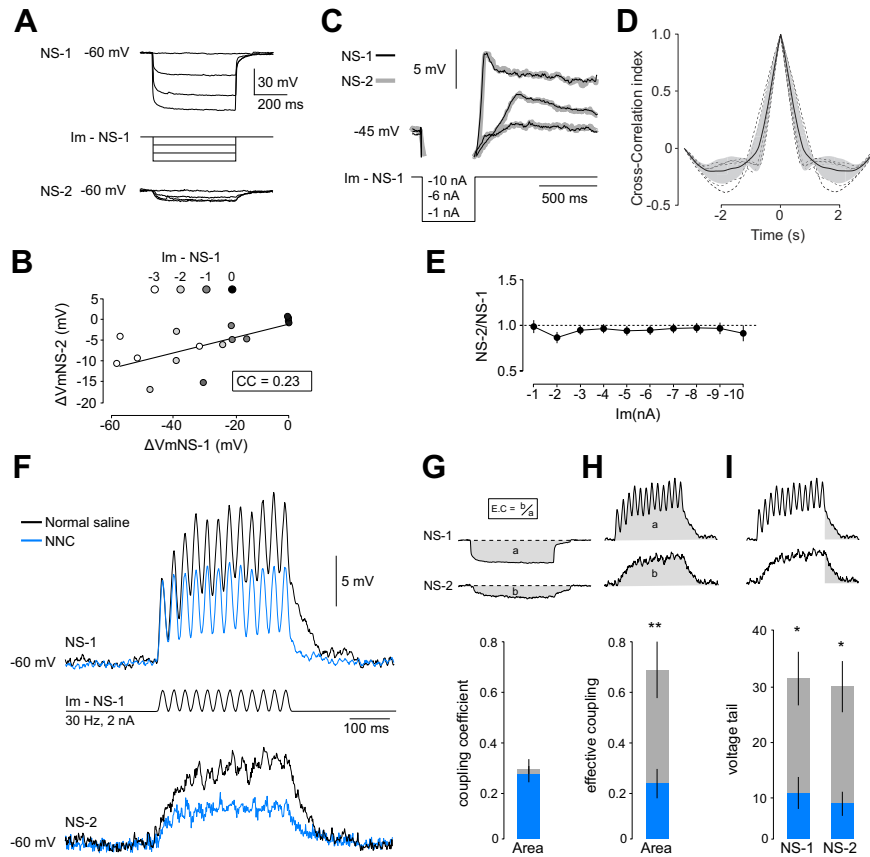 A
NS-1 -60 mV
30 mV
200 ms
Im - NS-1
NS-2 -60 mV
B
Im - NS-1
-3 -2 -1 0
5
0
-5
-10
-15
-20
ΔVmNS-2 (mV)
CC = 0.23
-60 -40 -20 0
ΔVmNS-1 (mV)
C
NS-1
NS-2
5 mV
-45 mV
Im - NS-1
-10 nA
-6 nA
-1 nA
500 ms
D
Cross-Correlation index
1.0
0.5
0
-0.5
-2 0 2
Time (s)
E
NS-2/NS-1
1.5
1.0
0.5
-1 -2 -3 -4 -5 -6 -7 -8 -9 -10
Im(nA)
F
Normal saline
NNC
5 mV
NS-1
-60 mV
Im - NS-1
30 Hz, 2 nA
100 ms
NS-2
-60 mV
G
E.C = b/a
NS-1
a
NS-2
b
coupling coefficient
0.8
0.6
0.4
0.2
0
Area
H
a
b
**
effective coupling
0.8
0.6
0.4
0.2
0
Area
I
* *
voltage tail
40
30
20
10
0
NS-1 NS-2